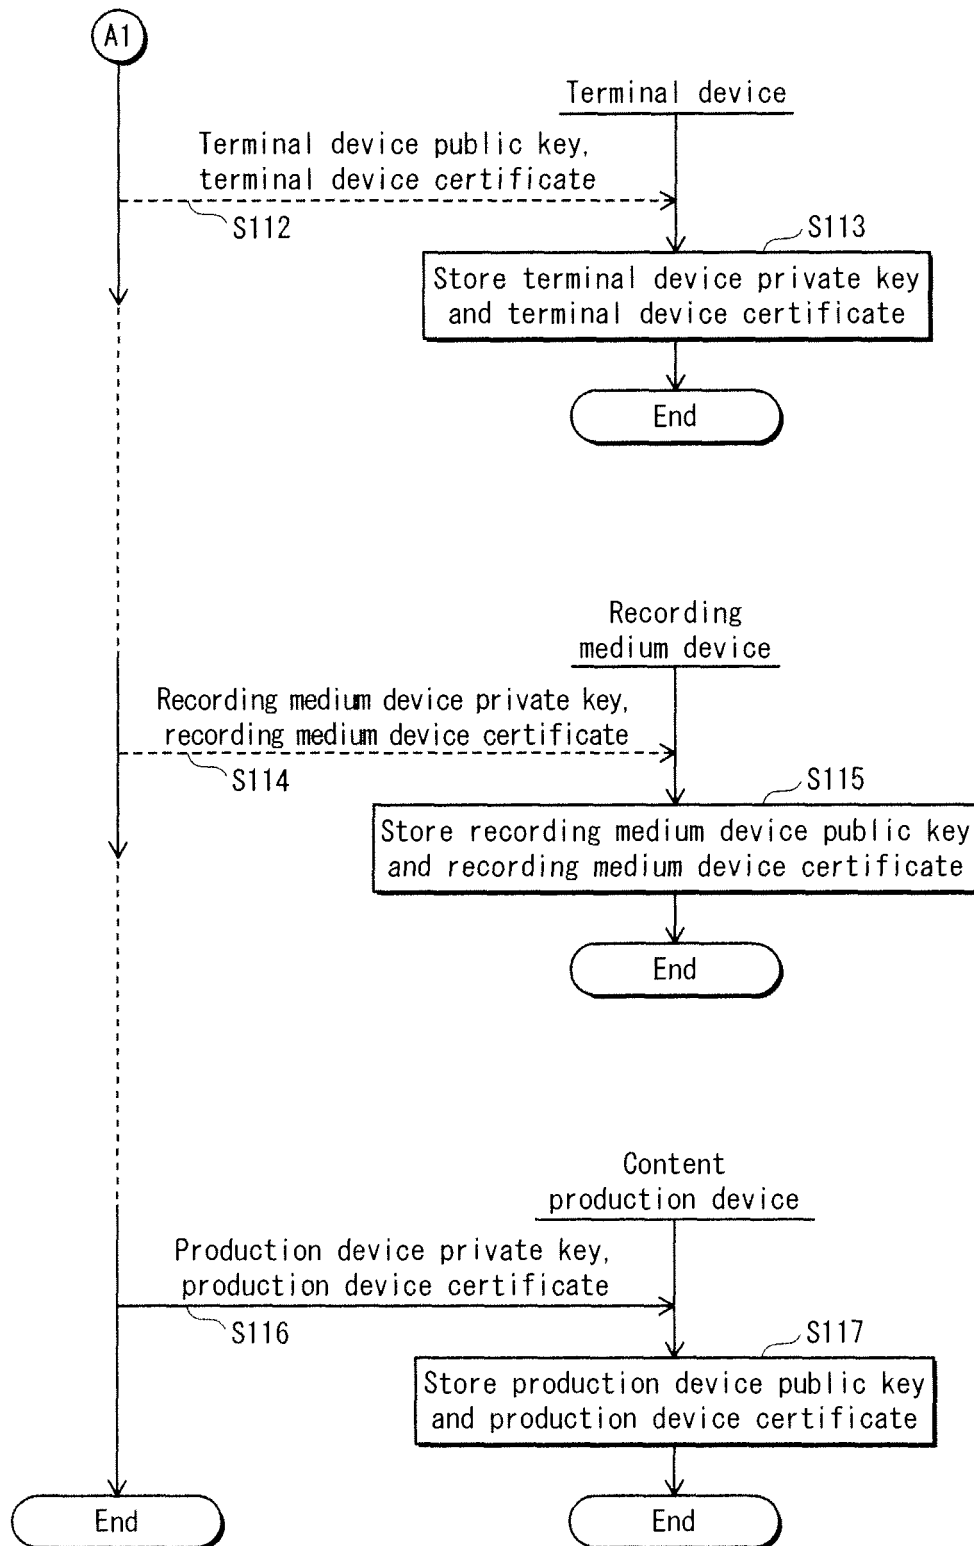 A1
Terminal device
Terminal device public key,
terminal device certificate
S112
S113
Store terminal device private key
and terminal device certificate
End
Recording
medium device
Recording medium device private key,
recording medium device certificate
S114
S115
Store recording medium device public key
and recording medium device certificate
End
Content
production device
Production device private key,
production device certificate
S116
S117
Store production device public key
and production device certificate
End
End